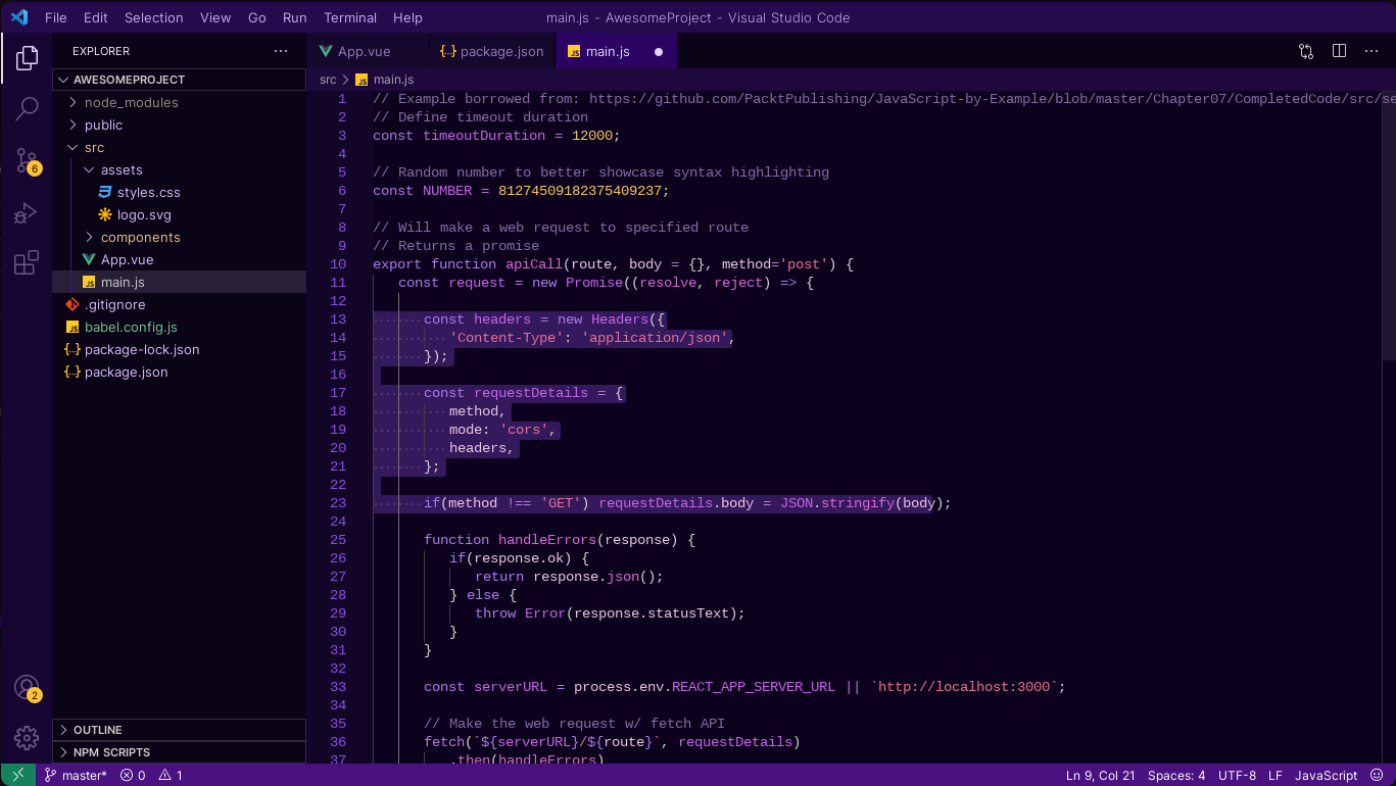 File Edit Selection View Go Run Terminal Help
main.js - AwesomeProject - Visual Studio Code
EXPLORER ···
App.vue
{..} package.json
JS main.js
AWESOMEPROJECT
src > JS main.js
node_modules
public
src
assets
styles.css
logo.svg
components
App.vue
JS main.js
.gitignore
JS babel.config.js
{..} package-lock.json
{..} package.json
6
2
OUTLINE
NPM SCRIPTS
1 // Example borrowed from: https://github.com/PacktPublishing/JavaScript-by-Example/blob/master/Chapter07/CompletedCode/src/se
2 // Define timeout duration
3 const timeoutDuration = 12000;
4
5 // Random number to better showcase syntax highlighting
6 const NUMBER = 81274509182375409237;
7
8 // Will make a web request to specified route
9 // Returns a promise
10 export function apiCall(route, body = {}, method='post') {
11 const request = new Promise((resolve, reject) => {
12
13 const headers = new Headers({
14 'Content-Type': 'application/json',
15 });
16
17 const requestDetails = {
18 method,
19 mode: 'cors',
20 headers,
21 };
22
23 if(method !== 'GET') requestDetails.body = JSON.stringify(body);
24
25 function handleErrors(response) {
26 if(response.ok) {
27 return response.json();
28 } else {
29 throw Error(response.statusText);
30 }
31 }
32
33 const serverURL = process.env.REACT_APP_SERVER_URL || `http://localhost:3000`;
34
35 // Make the web request w/ fetch API
36 fetch(`${serverURL}/${route}`, requestDetails)
37 .then(handleErrors)
master* 0 1
Ln 9, Col 21 Spaces: 4 UTF-8 LF JavaScript